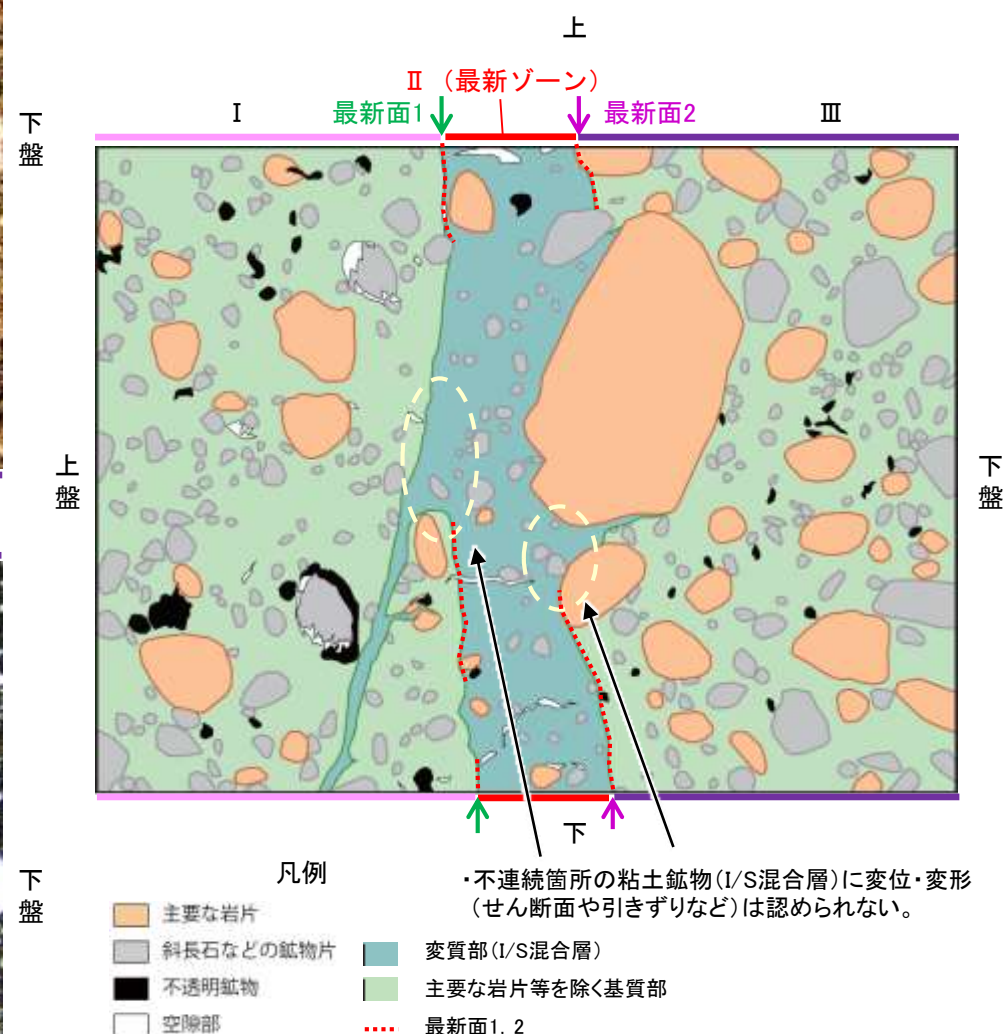 上
Ⅱ （最新ゾーン）
下盤
Ⅰ
最新面1
最新面2
Ⅲ
上盤
下盤
下
下盤
凡例
・不連続箇所の粘土鉱物(I/S混合層)に変位・変形
（せん断面や引きずりなど）は認められない。
主要な岩片
斜長石などの鉱物片
変質部(I/S混合層)
不透明鉱物
主要な岩片等を除く基質部
空隙部
最新面1，2